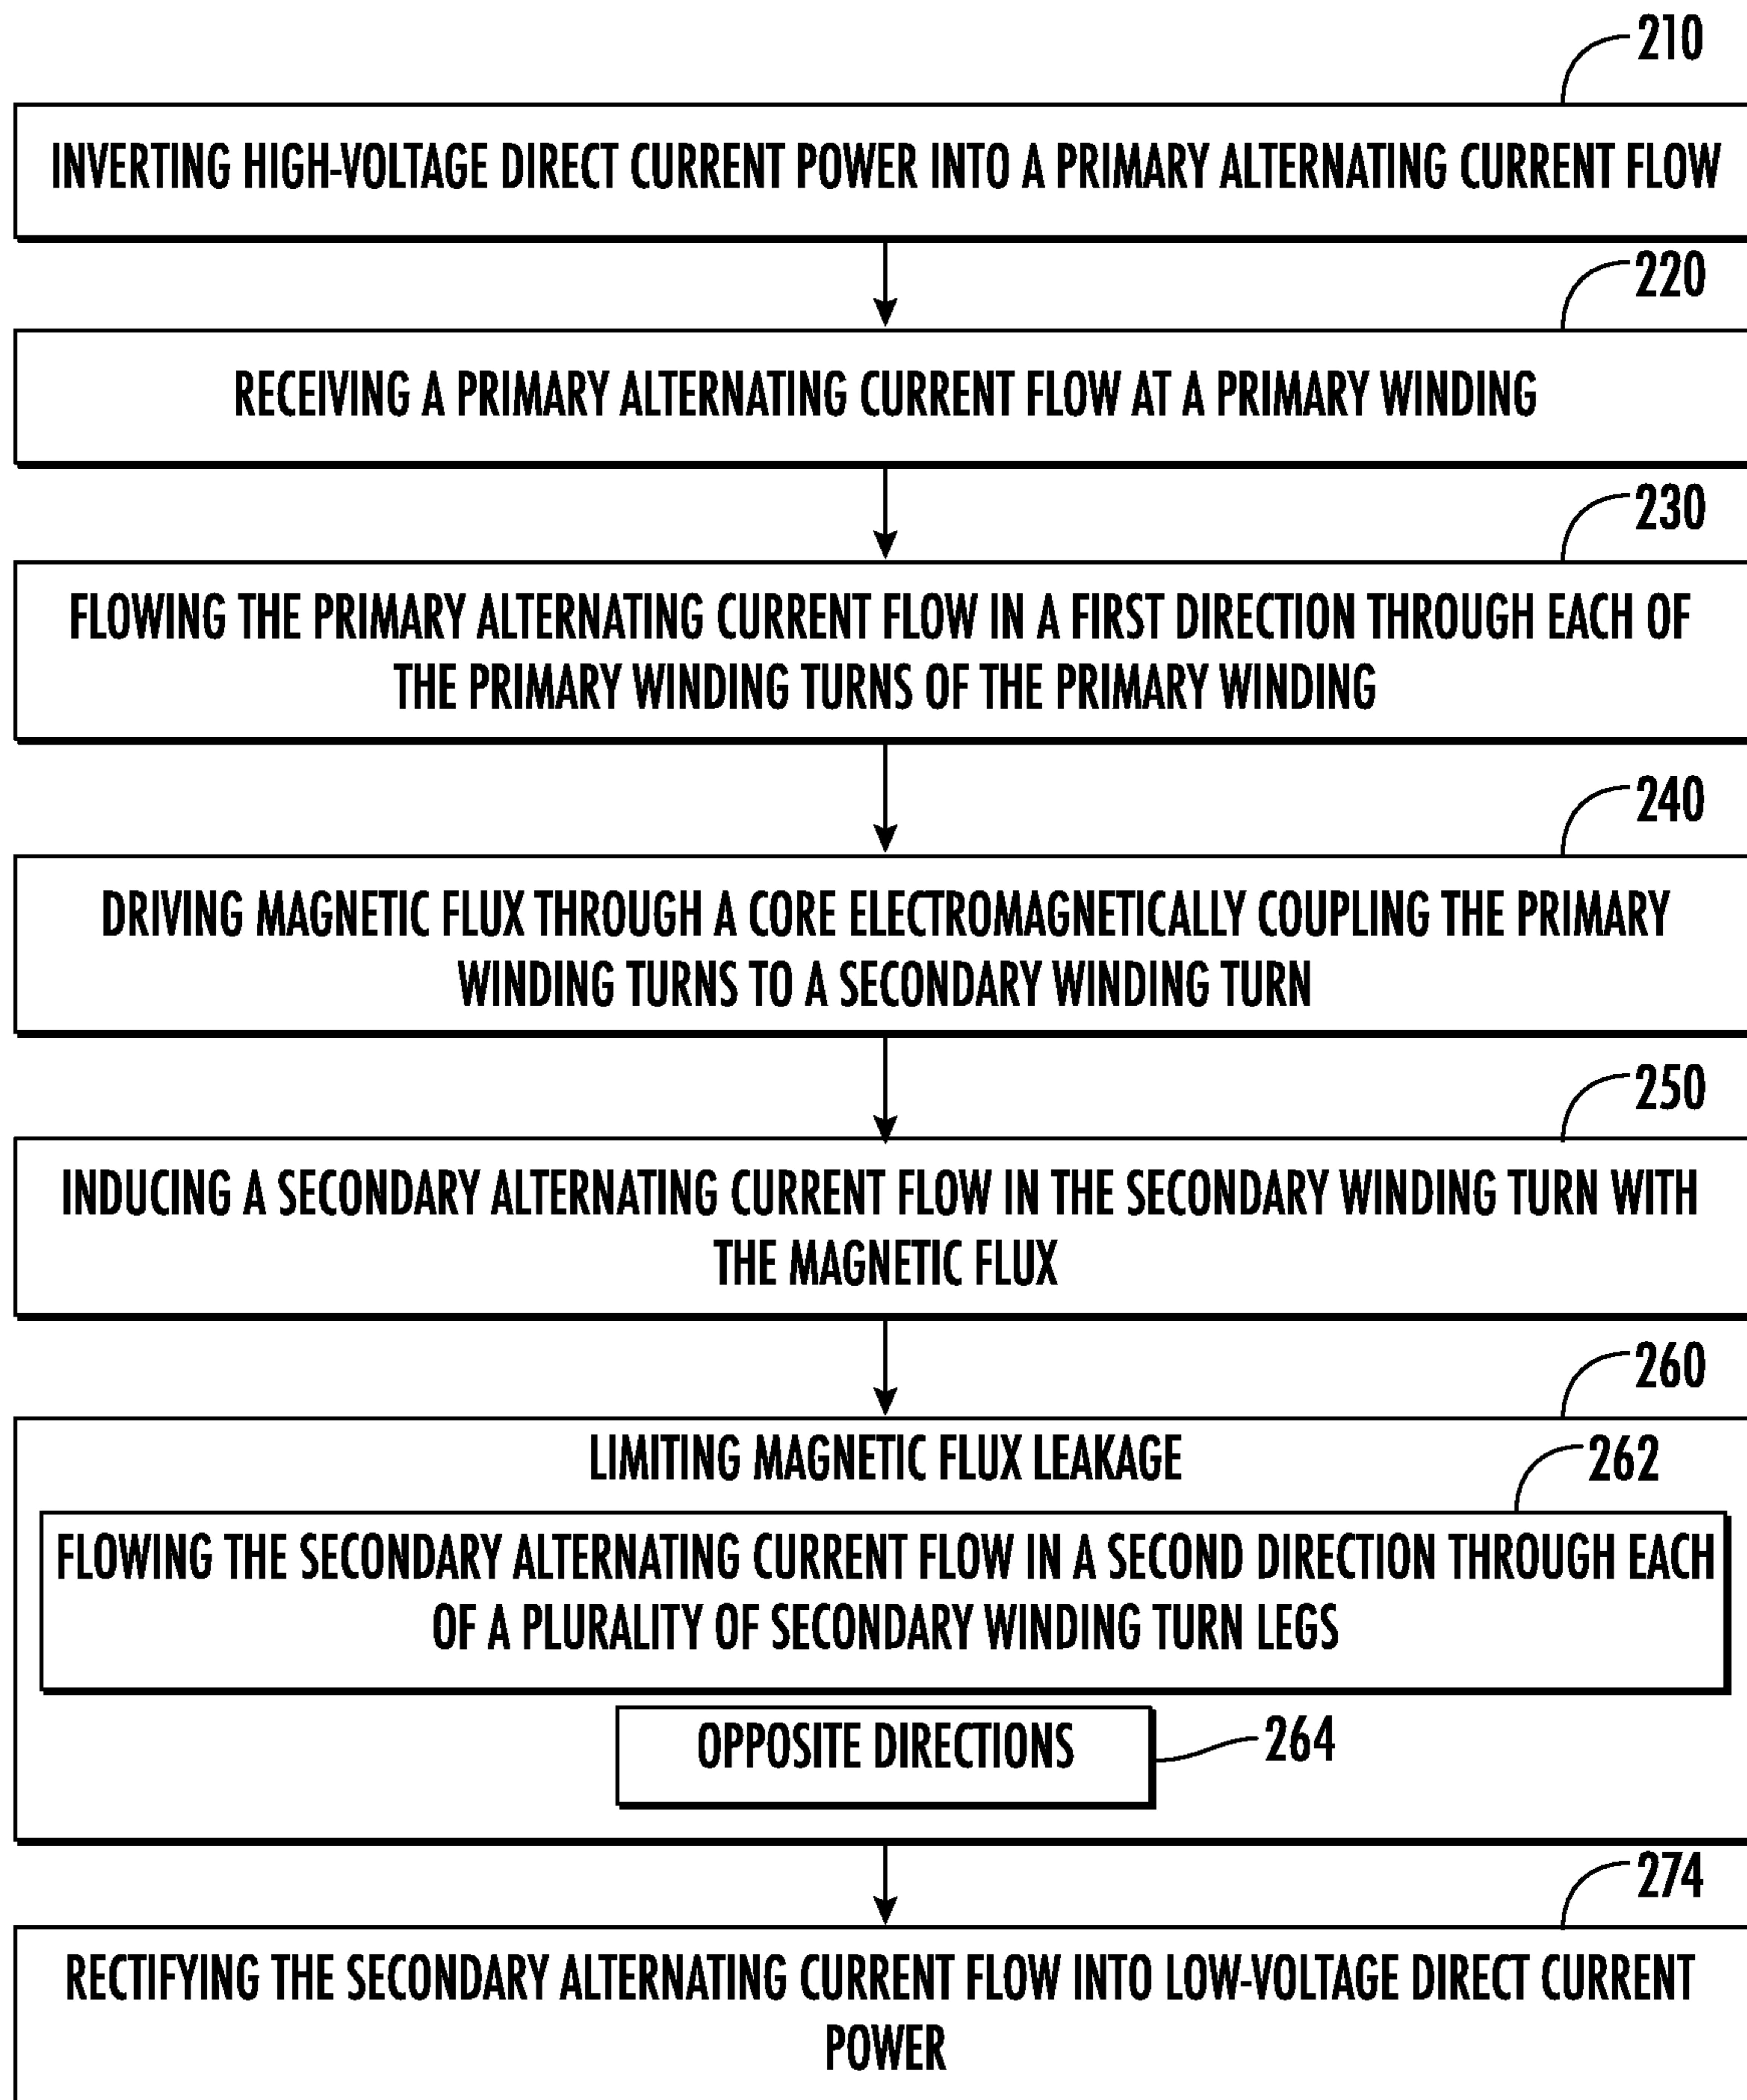 210
INVERTING HIGH-VOLTAGE DIRECT CURRENT POWER INTO A PRIMARY ALTERNATING CURRENT FLOW
220
RECEIVING A PRIMARY ALTERNATING CURRENT FLOW AT A PRIMARY WINDING
230
FLOWING THE PRIMARY ALTERNATING CURRENT FLOW IN A FIRST DIRECTION THROUGH EACH OF
THE PRIMARY WINDING TURNS OF THE PRIMARY WINDING
240
DRIVING MAGNETIC FLUX THROUGH A CORE ELECTROMAGNETICALLY COUPLING THE PRIMARY
WINDING TURNS TO A SECONDARY WINDING TURN
250
INDUCING A SECONDARY ALTERNATING CURRENT FLOW IN THE SECONDARY WINDING TURN WITH
THE MAGNETIC FLUX
260
LIMITING MAGNETIC FLUX LEAKAGE
262
FLOWING THE SECONDARY ALTERNATING CURRENT FLOW IN A SECOND DIRECTION THROUGH EACH
OF A PLURALITY OF SECONDARY WINDING TURN LEGS
OPPOSITE DIRECTIONS
264
274
RECTIFYING THE SECONDARY ALTERNATING CURRENT FLOW INTO LOW-VOLTAGE DIRECT CURRENT
POWER